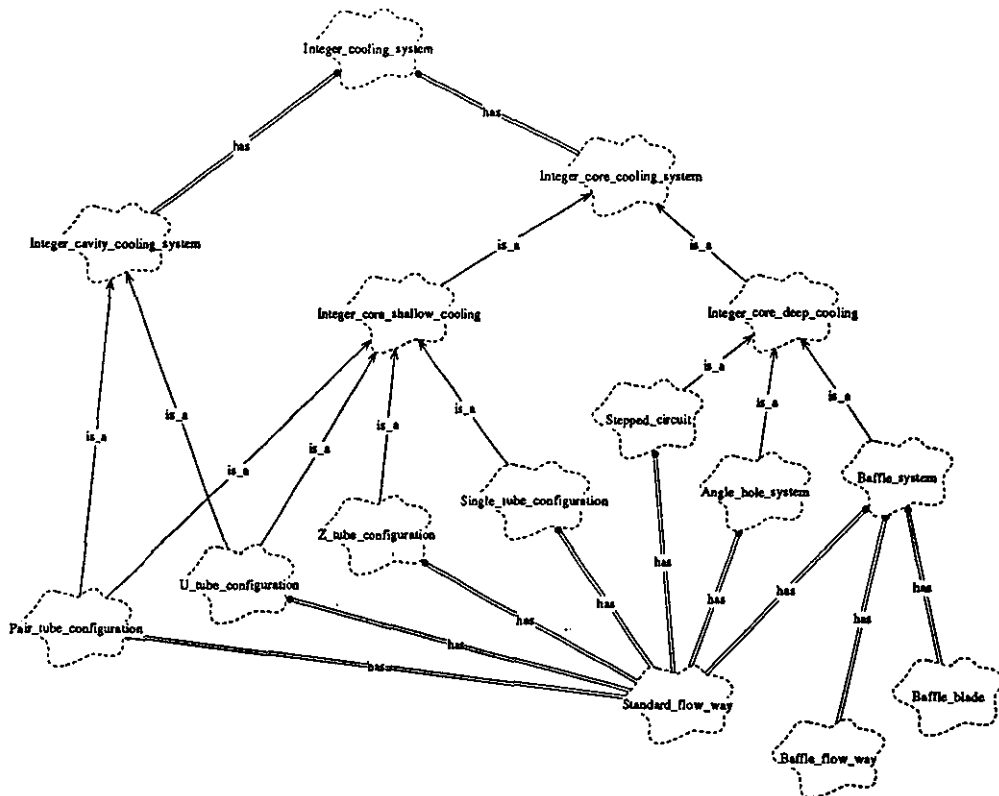 Integer_cooling_system
has
has
Integer_core_cooling_system
Integer_cavity_cooling_system
is_a
is_a
Integer_core_shallow_cooling
Integer_core_deep_cooling
is_a
is_a
is_a
is_a
is_a
is_a
Stepped_circuit
is_a
is_a
is_a
Single_tube_configuration
Angle_hole_system
Baffle_system
Z_tube_configuration
has
U_tube_configuration
has
has
has
has
Pair_tube_configuration
has
has
has
Standard_flow_way
Baffle_blade
Baffle_flow_way